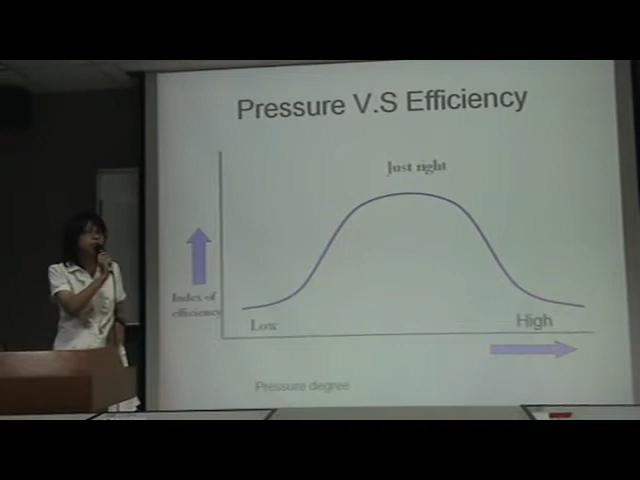 Pressure V.S Efficiency
Just right
Index of
efficiency
Low
High
Pressure degree